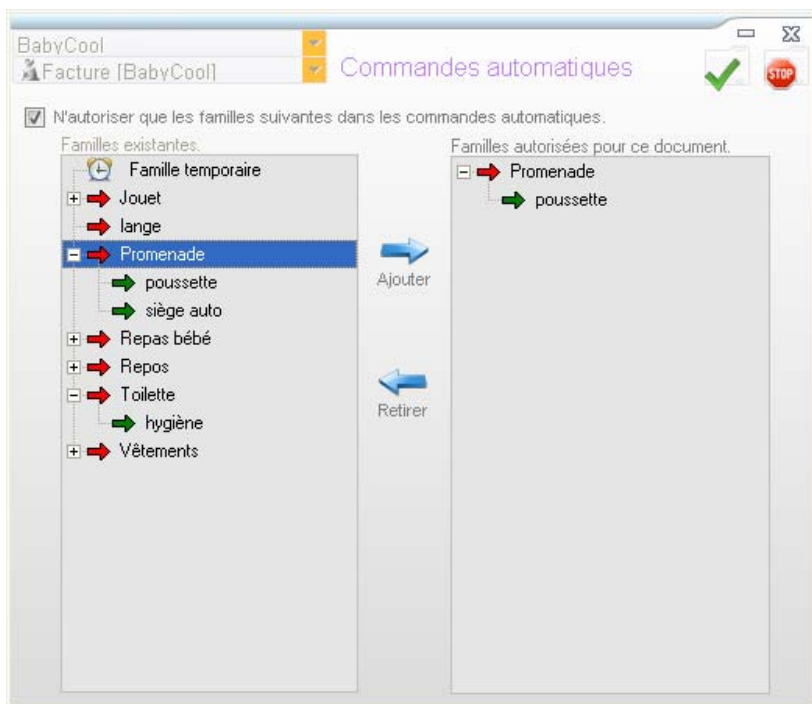 BabyCool
Facture [BabyCool]
Commandes automatiques
STOP
N'autoriser que les familles suivantes dans les commandes automatiques.
Familles existantes.
Famille temporaire
Jouet
lange
Promenade
poussette
siège auto
Repas bébé
Repos
Toilette
hygiène
Vêtements
Ajouter
Retirer
Familles autorisées pour ce document.
Promenade
poussette